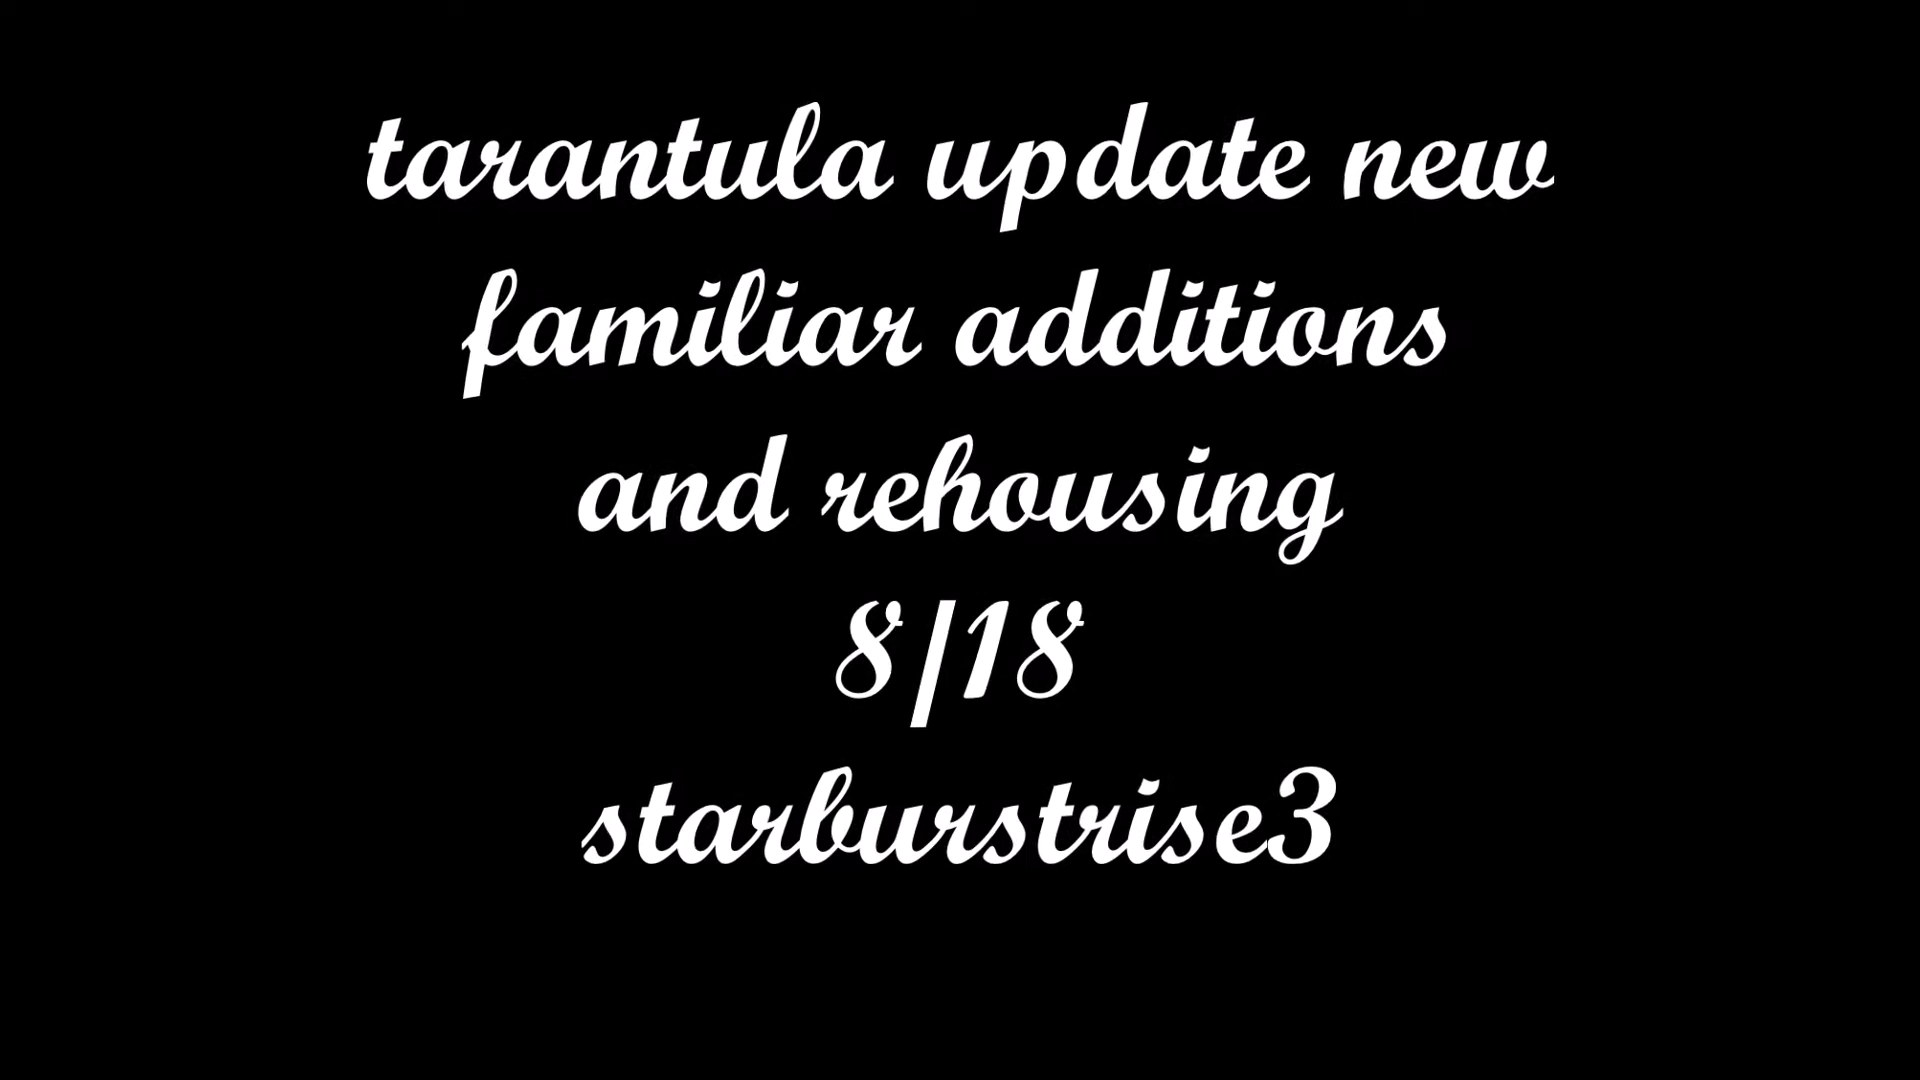 tarantula update new
familiar additions
and rehousing
8/18
starburstrise3